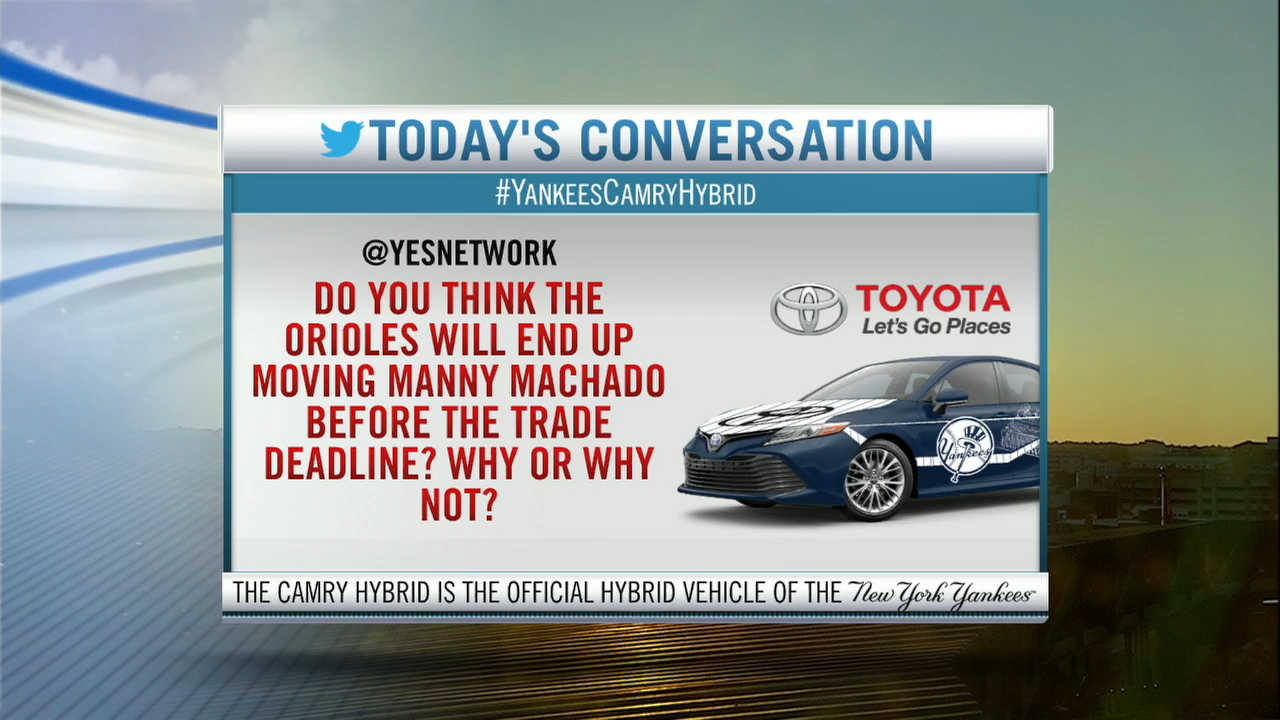 TODAY'S CONVERSATION
#YANKEESCAMRYHYBRID
@YESNETWORK
DO YOU THINK THE
ORIOLES WILL END UP
MOVING MANNY MACHADO
BEFORE THE TRADE
DEADLINE? WHY OR WHY
NOT?
TOYOTA
Let's Go Places
Yankees
THE CAMRY HYBRID IS THE OFFICIAL HYBRID VEHICLE OF THE New York Yankees